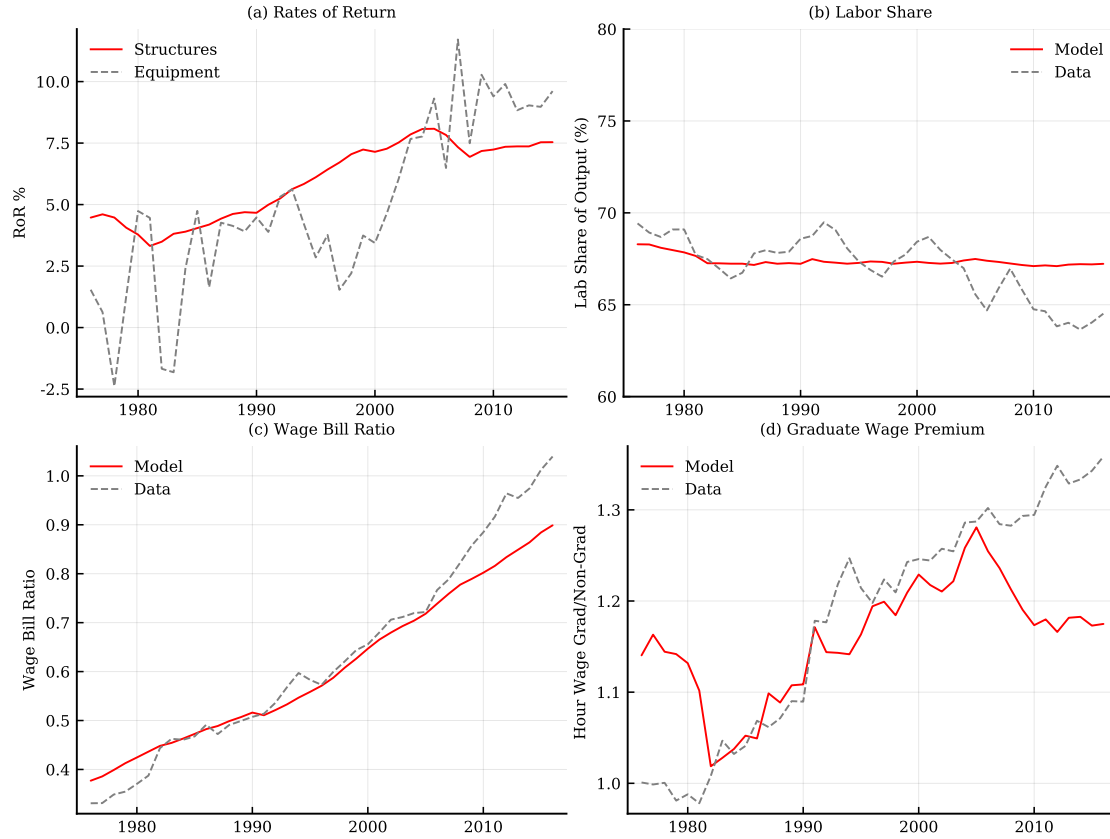 (a) Rates of Return
Structures
Equipment
RoR %
10.0
7.5
5.0
2.5
0.0
-2.5
1980
1990
2000
2010
(b) Labor Share
Model
Data
Lab Share of Output (%)
80
75
70
65
60
1980
1990
2000
2010
(c) Wage Bill Ratio
Model
Data
Wage Bill Ratio
1.0
0.9
0.8
0.7
0.6
0.5
0.4
1980
1990
2000
2010
(d) Graduate Wage Premium
Model
Data
Hour Wage Grad/Non-Grad
1.3
1.2
1.1
1.0
1980
1990
2000
2010